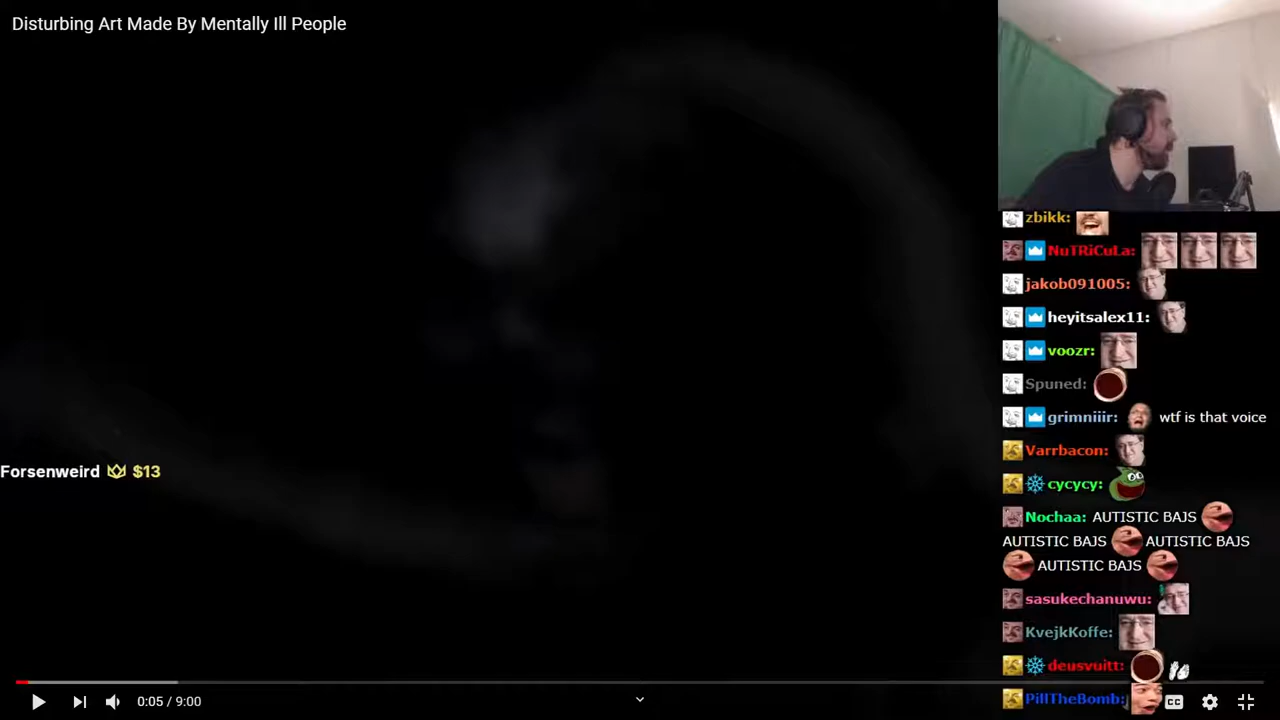 Disturbing Art Made By Mentally Ill People
zbikk:
NuTRiCuLa:
jakob091005:
heyitsalex11:
voozr:
Spuned:
grimniiir: wtf is that voice
Varrbacon:
cycycy:
Forsenweird $13
Nochaa: AUTISTIC BAJS
AUTISTIC BAJS AUTISTIC BAJS
AUTISTIC BAJS
sasukechanuwu:
KvejkKoffe:
deusvuitt:
PillTheBomb:
0:05 / 9:00
CC